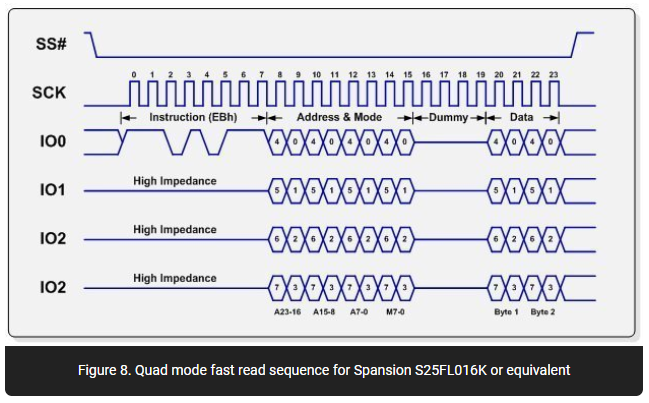 SS#
0 1 2 3 4 5 6 7 8 9 10 11 12 13 14 15 16 17 18 19 20 21 22 23
SCK
Instruction (EBh) Address & Mode Dummy Data
IO0 4 0 4 0 4 0 4 0 4 0 4 0
IO1 High Impedance 5 1 5 1 5 1 5 1 5 1 5 1
IO2 High Impedance 6 2 6 2 6 2 6 2 6 2 6 2
IO2 High Impedance 7 3 7 3 7 3 7 3 7 3 7 3
A23-16 A15-8 A7-0 M7-0 Byte 1 Byte 2
Figure 8. Quad mode fast read sequence for Spansion S25FL016K or equivalent